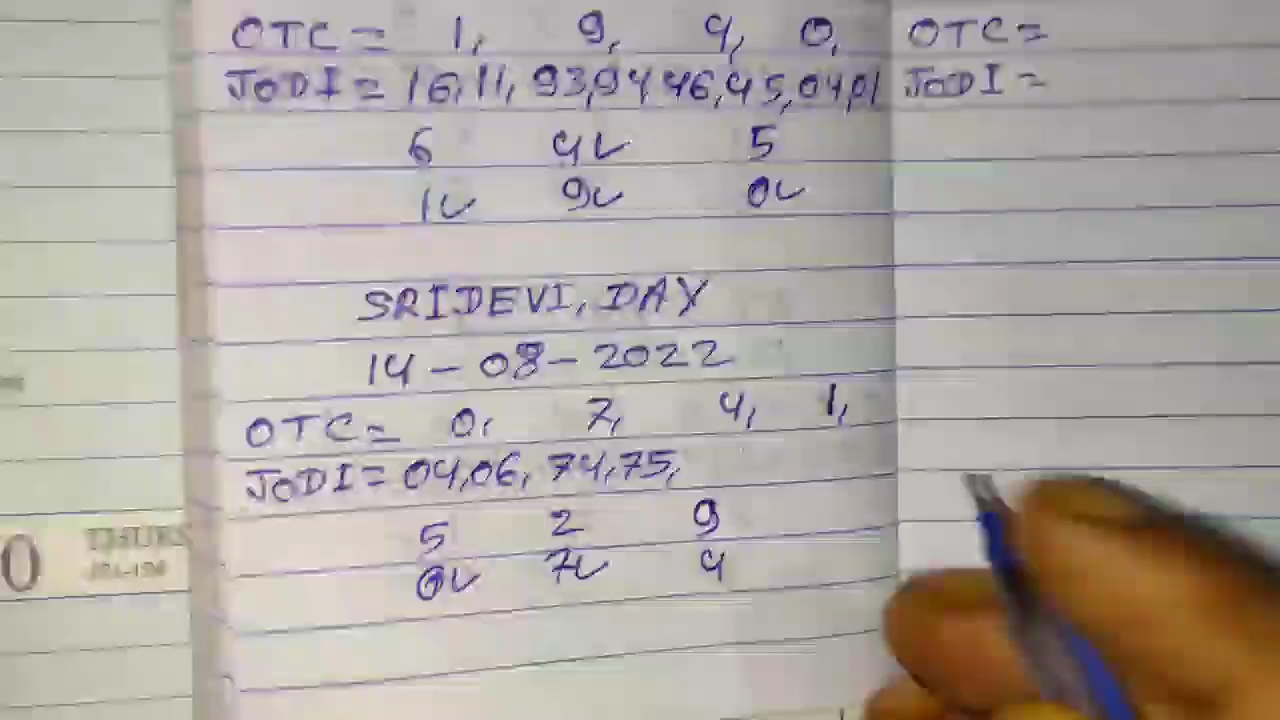 OTC = 1, 9, 4, 0,
JODI = 16,11, 93,94 46,45,04,01
6 4✓ 5
1✓ 9✓ 0✓
SRIDEVI, DAY
14 - 08 - 2022
OTC = 0, 7, 4, 1,
JODI = 04,06, 74,75,
5 2 9
0✓ 7✓ 4
OTC =
JODI =
0 THURS